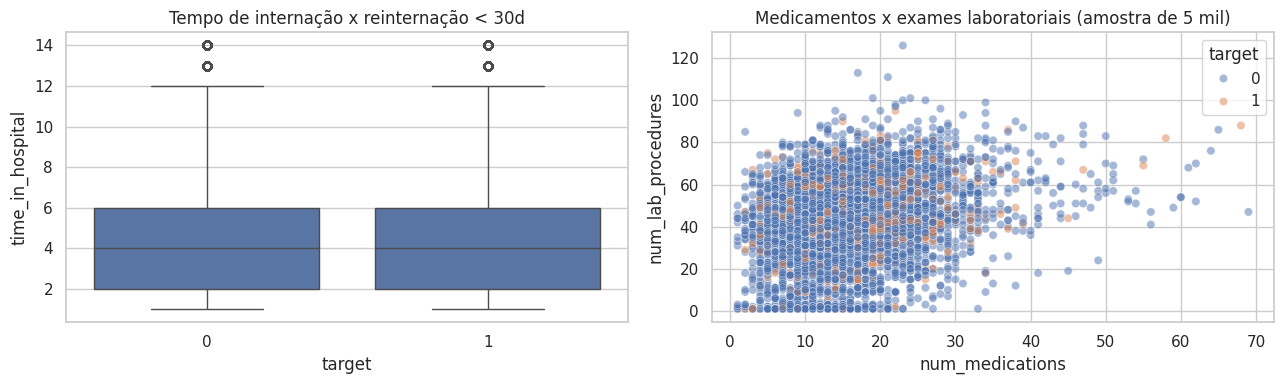 Tempo de internação x reinternação < 30d
14
12
10
8
6
4
2
time_in_hospital
0 1
target
Medicamentos x exames laboratoriais (amostra de 5 mil)
target
0
1
120
100
80
60
40
20
0
num_lab_procedures
0 10 20 30 40 50 60 70
num_medications